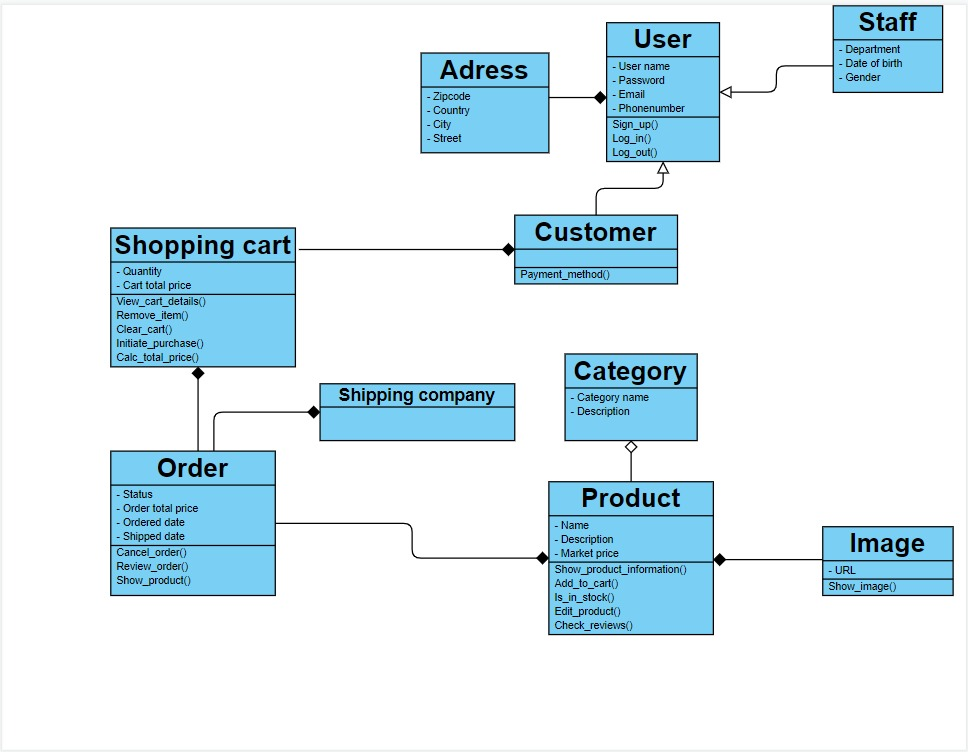 Staff
- Department
- Date of birth
- Gender
User
- User name
- Password
- Email
- Phonenumber
Sign_up()
Log_in()
Log_out()
Adress
- Zipcode
- Country
- City
- Street
Customer
Payment_method()
Shopping cart
- Quantity
- Cart total price
View_cart_details()
Remove_item()
Clear_cart()
Initiate_purchase()
Calc_total_price()
Shipping company
Category
- Category name
- Description
Order
- Status
- Order total price
- Ordered date
- Shipped date
Cancel_order()
Review_order()
Show_product()
Product
- Name
- Description
- Market price
Show_product_information()
Add_to_cart()
Is_in_stock()
Edit_product()
Check_reviews()
Image
- URL
Show_image()